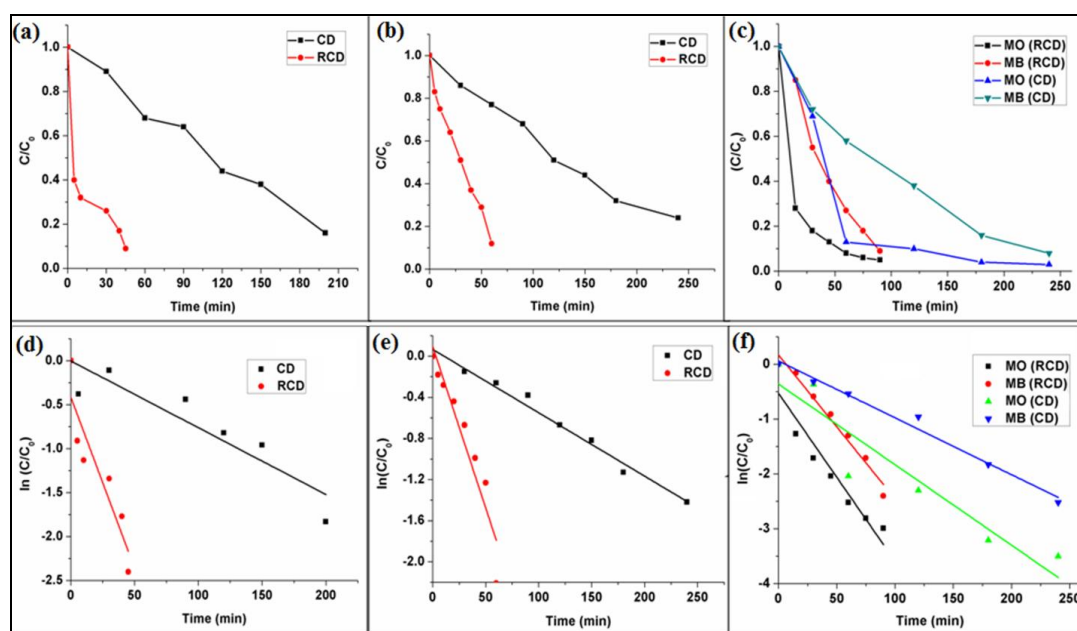 (a)
CD
RCD
C/C0
1.0
0.8
0.6
0.4
0.2
0.0
0 30 60 90 120 150 180 210
Time (min)
(b)
CD
RCD
C/C0
1.0
0.8
0.6
0.4
0.2
0.0
0 50 100 150 200 250
Time (min)
(c)
MO (RCD)
MB (RCD)
MO (CD)
MB (CD)
(C/C0)
1.0
0.8
0.6
0.4
0.2
0.0
0 50 100 150 200 250
Time (min)
(d)
CD
RCD
ln (C/C0)
0.0
-0.5
-1.0
-1.5
-2.0
-2.5
0 50 100 150 200
Time (min)
(e)
CD
RCD
ln(C/C0)
0.0
-0.4
-0.8
-1.2
-1.6
-2.0
0 50 100 150 200 250
Time (min)
(f)
MO (RCD)
MB (RCD)
MO (CD)
MB (CD)
ln(C/C0)
0
-1
-2
-3
-4
0 50 100 150 200 250
Time (min)